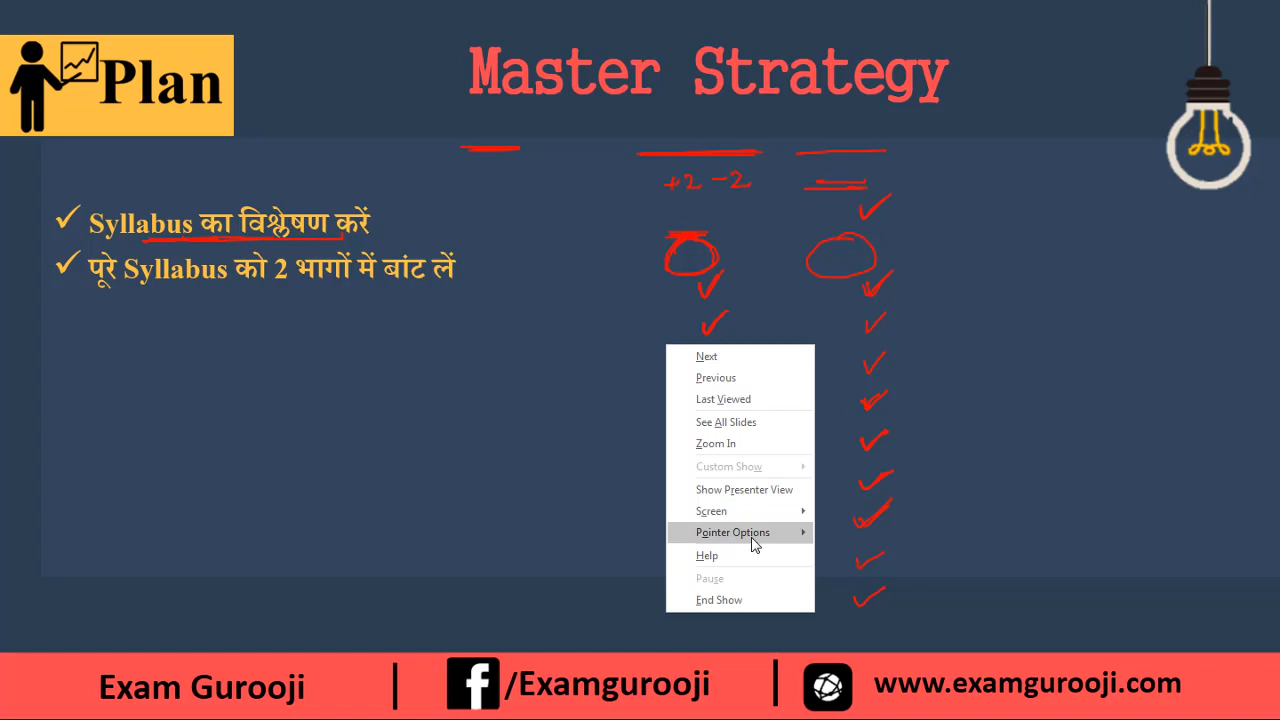 Plan
Master Strategy
+2 -2
✓ Syllabus का विश्लेषण करें
✓ पूरे Syllabus को 2 भागों में बांट लें
Next
Previous
Last Viewed
See All Slides
Zoom In
Custom Show
Show Presenter View
Screen
Pointer Options
Help
Pause
End Show
Exam Gurooji | f /Examgurooji | www.examgurooji.com